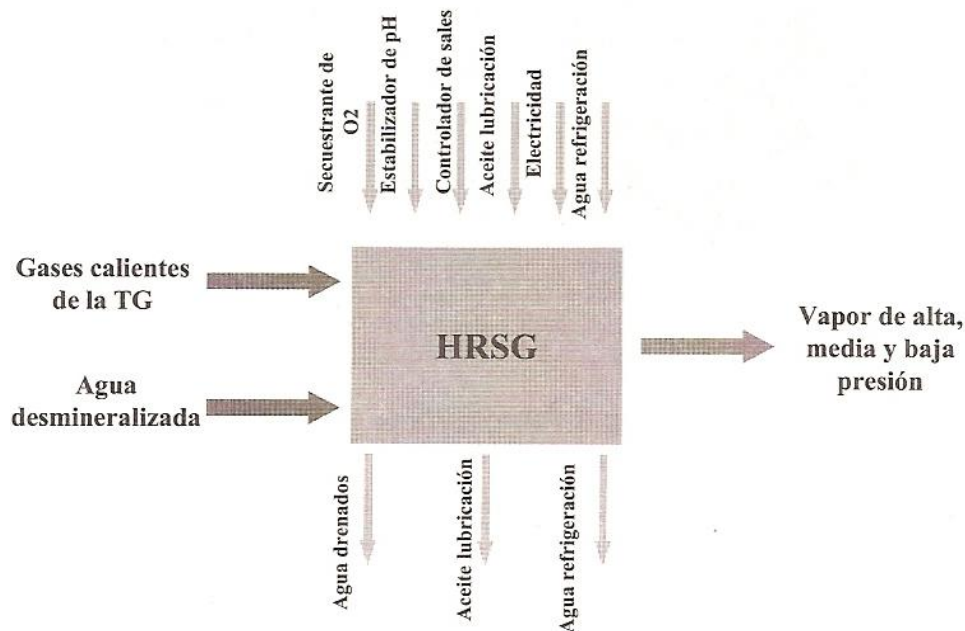 Secuestrante de
O2
Estabilizador de pH
Controlador de sales
Aceite lubricación
Electricidad
Agua refrigeración
Gases calientes
de la TG
HRSG
Vapor de alta,
media y baja
presión
Agua
desmineralizada
Agua drenados
Aceite lubricación
Agua refrigeración